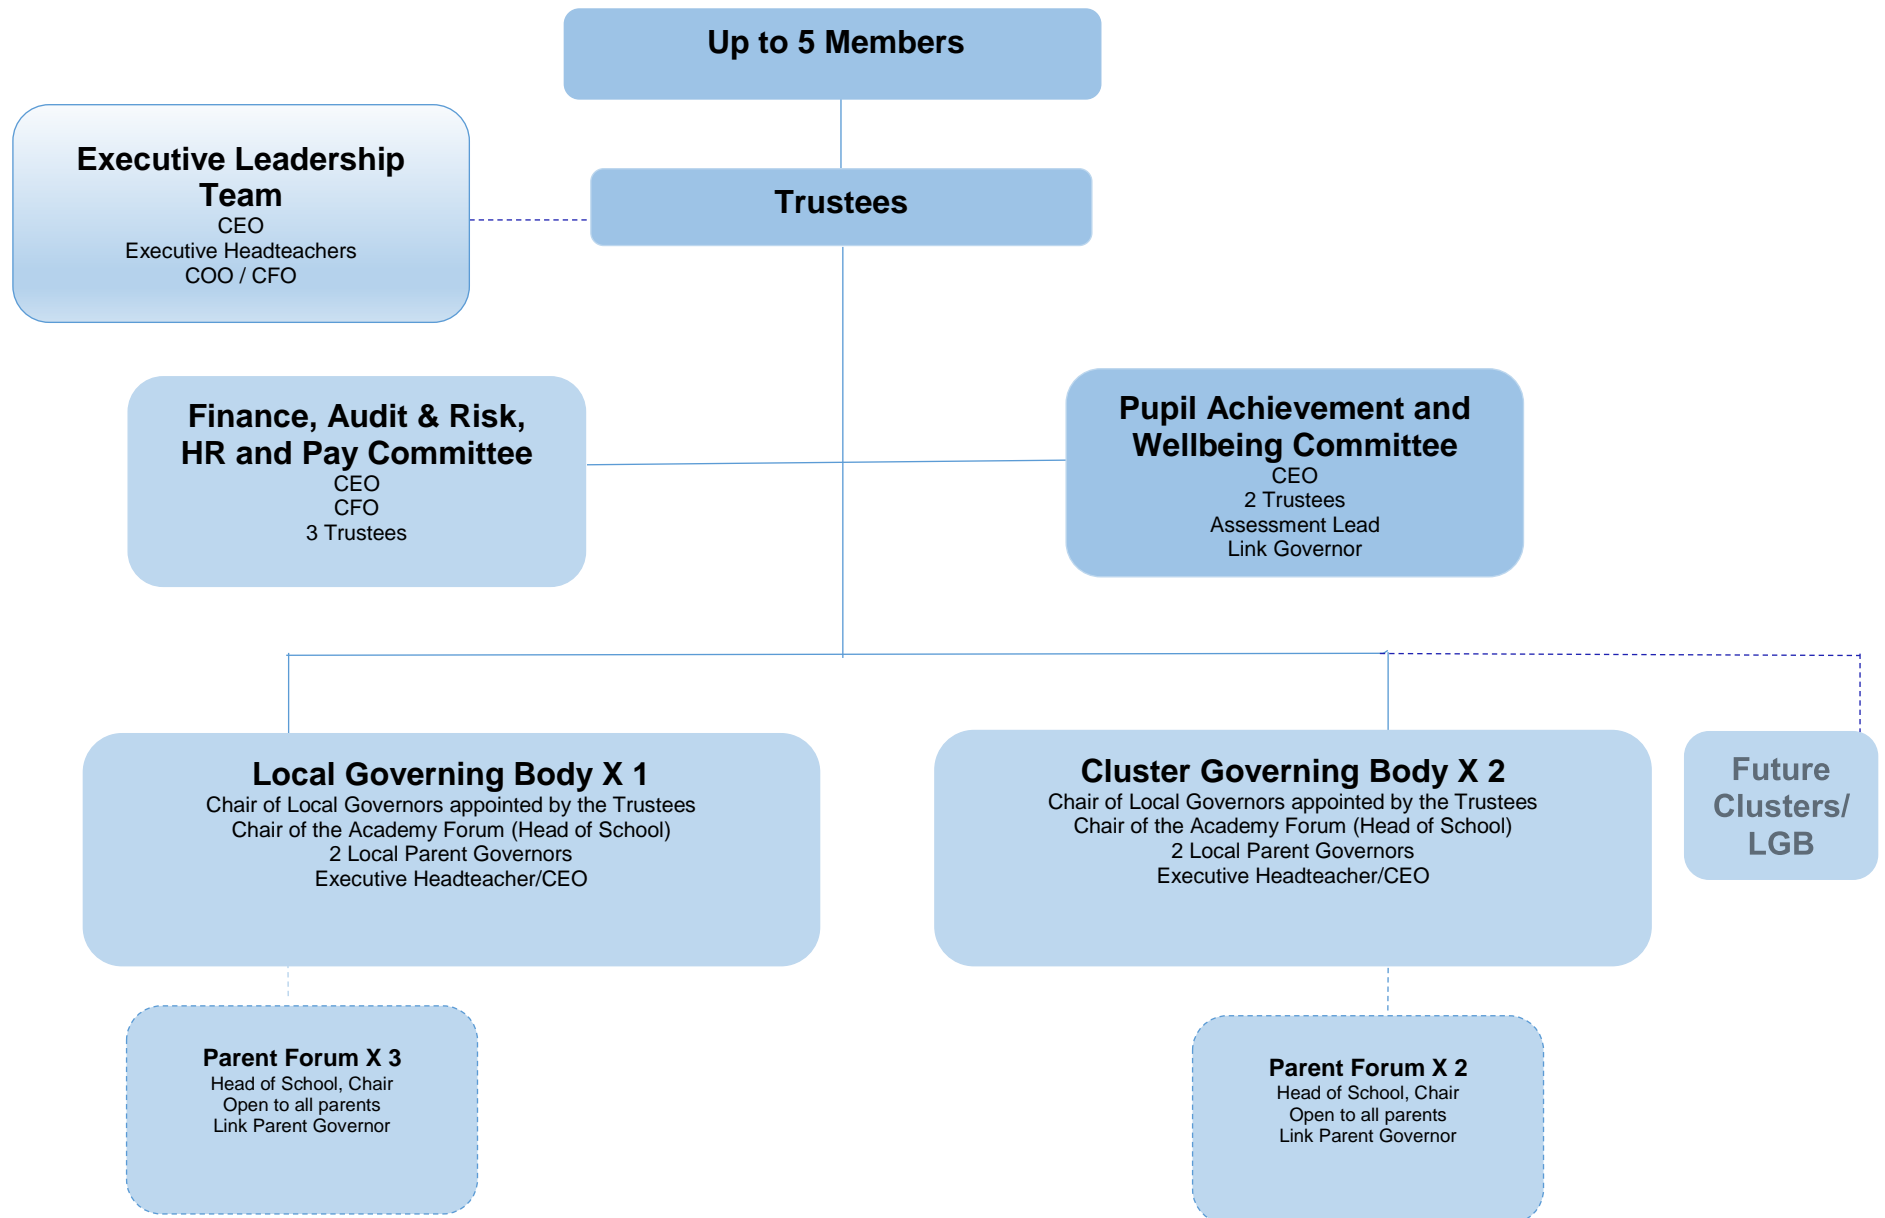 Up to 5 Members
Executive Leadership
Team
CEO
Executive Headteachers
COO / CFO
Trustees
Finance, Audit & Risk,
HR and Pay Committee
CEO
CFO
3 Trustees
Pupil Achievement and
Wellbeing Committee
CEO
2 Trustees
Assessment Lead
Link Governor
Local Governing Body X 1
Chair of Local Governors appointed by the Trustees
Chair of the Academy Forum (Head of School)
2 Local Parent Governors
Executive Headteacher/CEO
Cluster Governing Body X 2
Chair of Local Governors appointed by the Trustees
Chair of the Academy Forum (Head of School)
2 Local Parent Governors
Executive Headteacher/CEO
Future
Clusters/
LGB
Parent Forum X 3
Head of School, Chair
Open to all parents
Link Parent Governor
Parent Forum X 2
Head of School, Chair
Open to all parents
Link Parent Governor